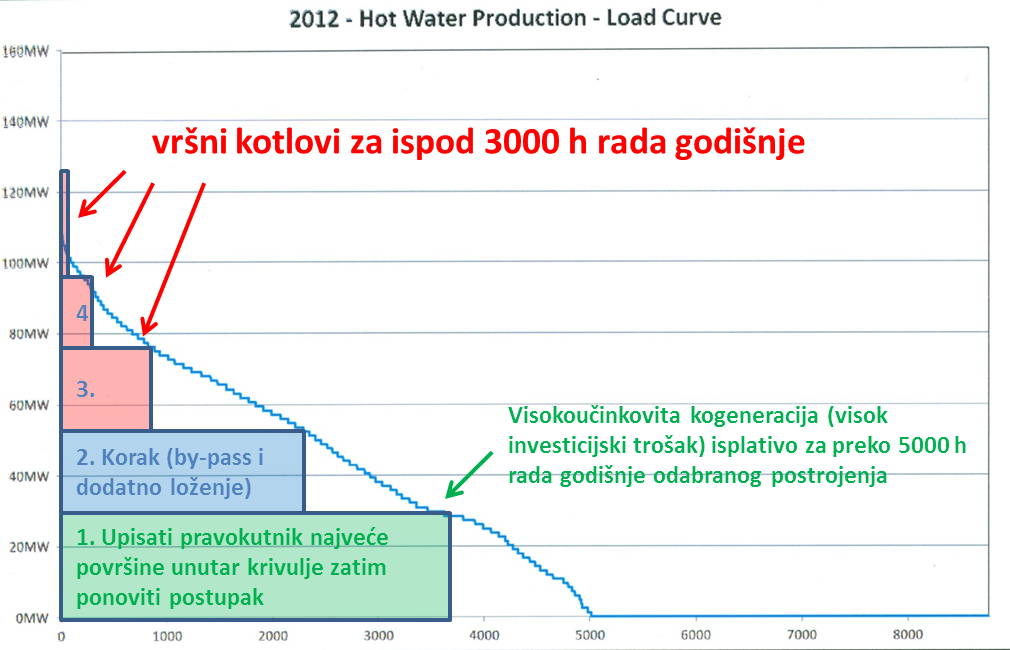 2012 - Hot Water Production - Load Curve
160MW
140MW
vršni kotlovi za ispod 3000 h rada godišnje
120MW
100MW
4
80MW
3.
60MW
Visokoučinkovita kogeneracija (visok
investicijski trošak) isplativo za preko 5000 h
rada godišnje odabranog postrojenja
2. Korak (by-pass i
dodatno loženje)
40MW
1. Upisati pravokutnik najveće
površine unutar krivulje zatim
ponoviti postupak
20MW
0MW
0 1000 2000 3000 4000 5000 6000 7000 8000